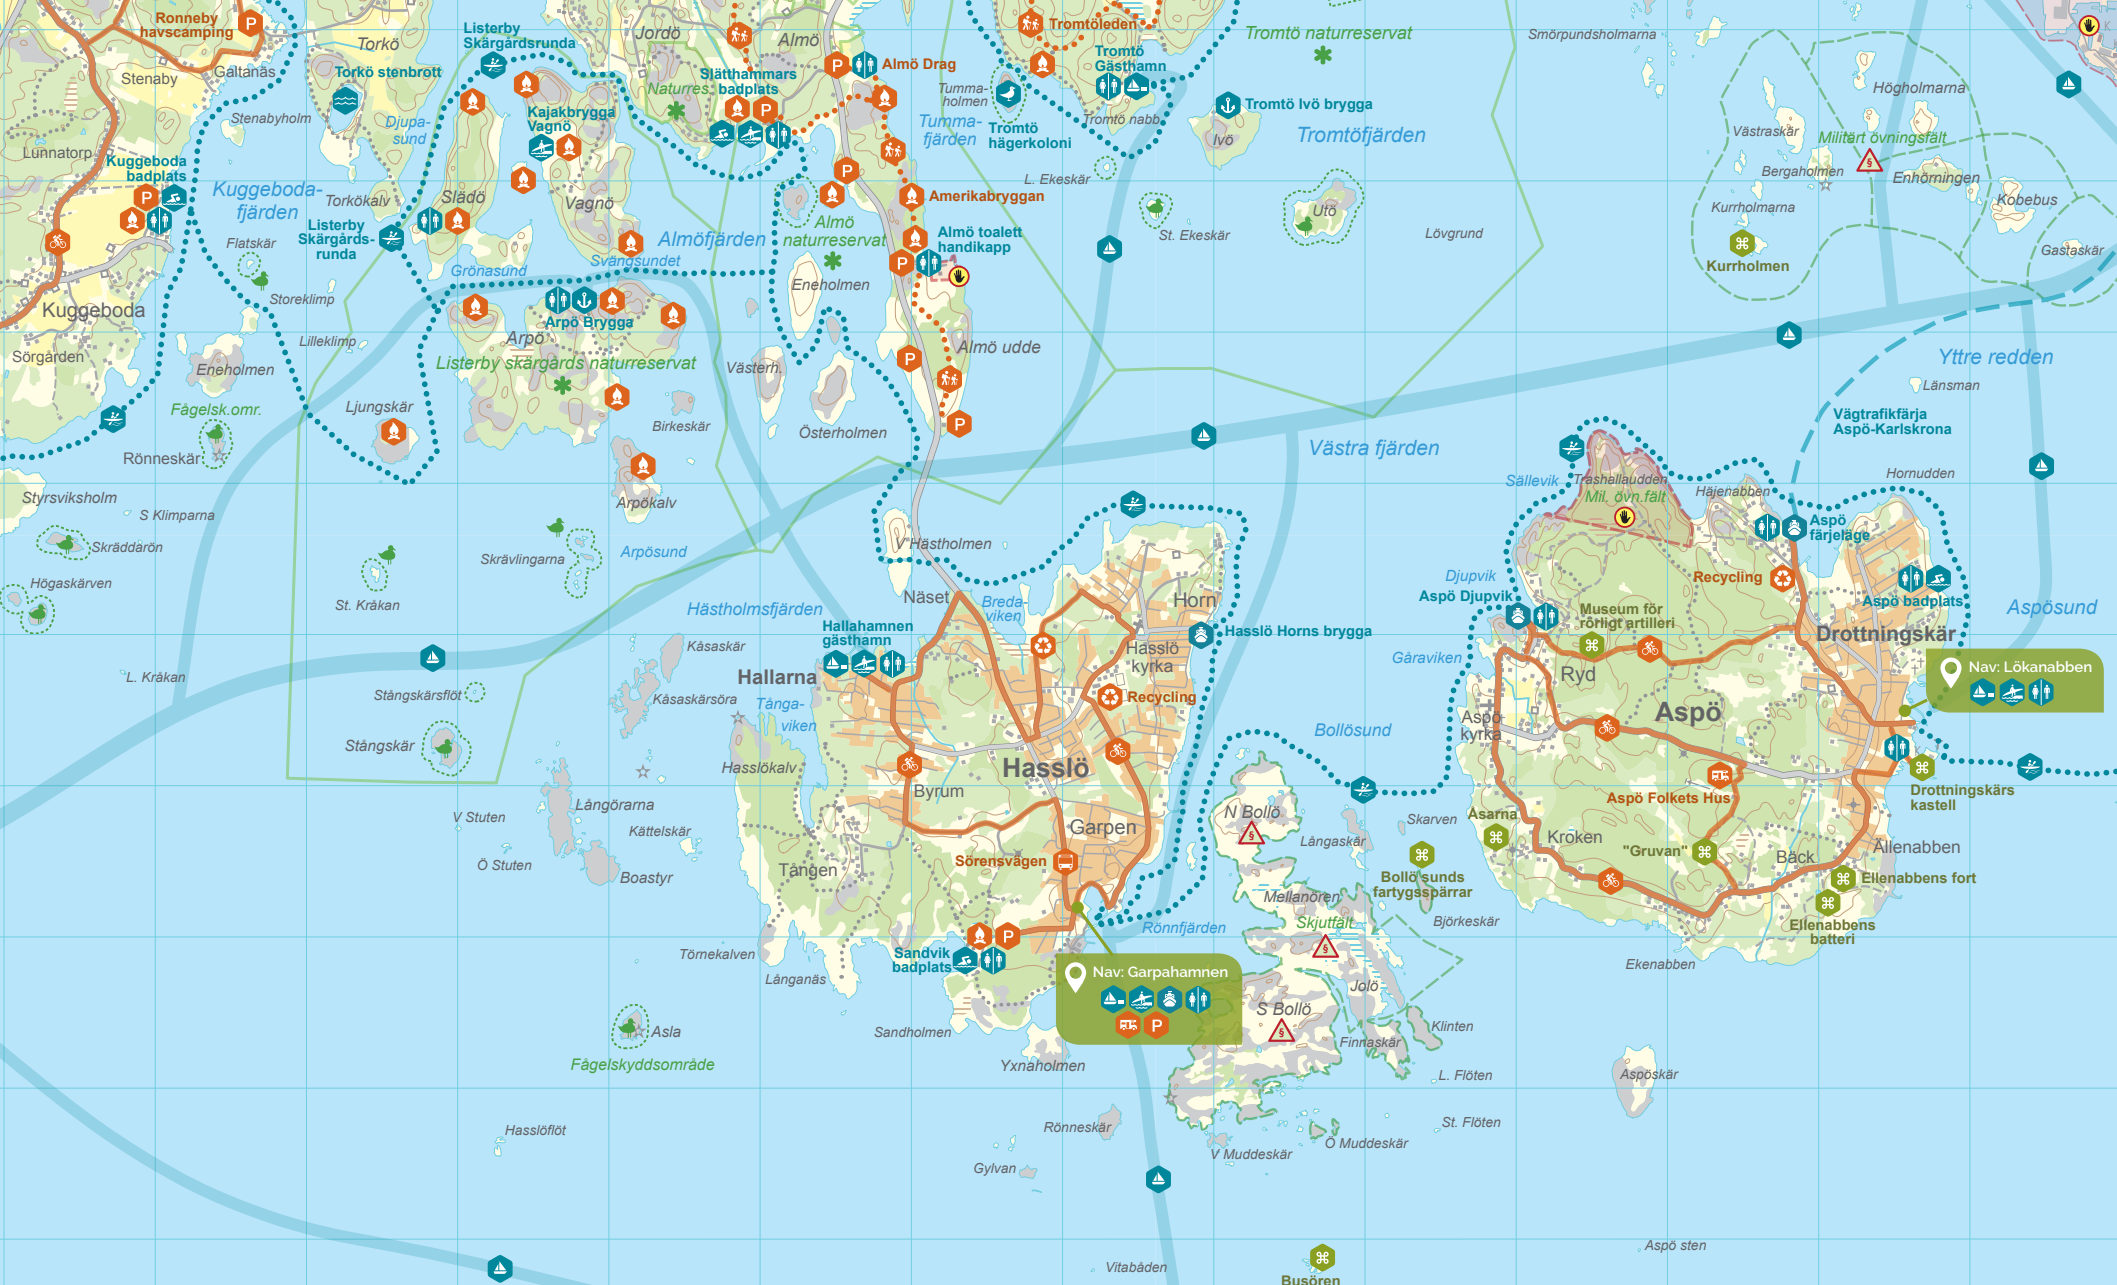 Ronneby
havscamping
Stenaby
Galtanäs
Torkö
Torkö stenbrott
Stenabyholm
Djupa-
sund
Listerby
Skärgårdsrunda
Kajakbrygga
Vagnö
Jordö
Almö
Slätthammars
badplats
Naturres.
Almö Drag
Tumma-
fjärden
Tumma-
holmen
Tromtöleden
Tromtö
Gästhamn
Tromtö nabb
Tromtö
hägerkoloni
L. Ekeskär
Tromtö naturreservat
Tromtö Ivö brygga
Ivö
Tromtöfjärden
Smörpundsholmarna
Högholmarna
Västraskär
Militärt övningsfält
Bergaholmen
Enhörningen
Kobebus
Kurrholmarna
Gastaskär
Kurrholmen
K
Lunnatorp
Kuggeboda
badplats
Kuggeboda-
fjärden
Torkökalv
Listerby
Skärgårds-
runda
Slädö
Vagnö
Flatskär
Storeklimp
Lilleklimp
Grönasund
Svangsundet
Almöfjärden
Almö
naturreservat
Amerikabryggan
Almö toalett
handikapp
St. Ekeskär
Utö
Lövgrund
Eneholmen
Kuggeboda
Sörgården
Eneholmen
Arpö Brygga
Arpö
Listerby skärgårds naturreservat
Västerh.
Österholmen
Almö udde
Birkeskär
Fågelsk.omr.
Ljungskär
Rönneskär
Styrsviksholm
S Klimparna
Skräddarön
Högaskärven
St. Kråkan
Skrävlingarna
Arpökalv
Arpösund
Yttre redden
Länsman
Vägtrafikfärja
Aspö-Karlskrona
Västra fjärden
Sällevik
Trashallaudden
Mil. övn.fält
Häjenabben
Hornudden
Aspö
färjeläge
V Hästholmen
Näset
Breda-
viken
Horn
Hästholmsfjärden
Hallahamnen
gästhamn
Hasslö Horns brygga
Hasslö
kyrka
Djupvik
Aspö Djupvik
Gåraviken
Recycling
Museum för
rörligt artilleri
Aspö badplats
Aspösund
Drottningskär
Nav: Lökanabben
Ryd
Aspö
Aspö
kyrka
L. Kråkan
Stångskärsflöt
Stångskär
Kåsaskär
Kåsaskärsöra
Hallarna
Tånga-
viken
Recycling
Hasslökalv
Hasslö
Byrum
Garpen
Bollösund
Aspö Folkets Hus
Drottningskärs
kastell
Långörarna
V Stuten
Kättelskär
Ö Stuten
Boastyr
Tången
Sörensvägen
N Bollö
Långaskär
Skarven
Asarna
Kroken
"Gruvan"
Bäck
Ällenabben
Ellenabbens fort
Ellenabbens
batteri
Bollösunds
fartygsspärrar
Mellanören
Skjutfält
Björkeskär
Törnekalven
Långanäs
Sandvik
badplats
Rönnfjärden
Nav: Garpahamnen
Ekenabben
Jolö
S Bollö
Klinten
Finnaskär
Asla
Fågelskyddsområde
Sandholmen
Yxnaholmen
L. Flöten
Aspöskär
Rönneskär
St. Flöten
Hasslöflöt
Gylvan
V Muddeskär
Ö Muddeskär
Vitabåden
Busören
Aspö sten